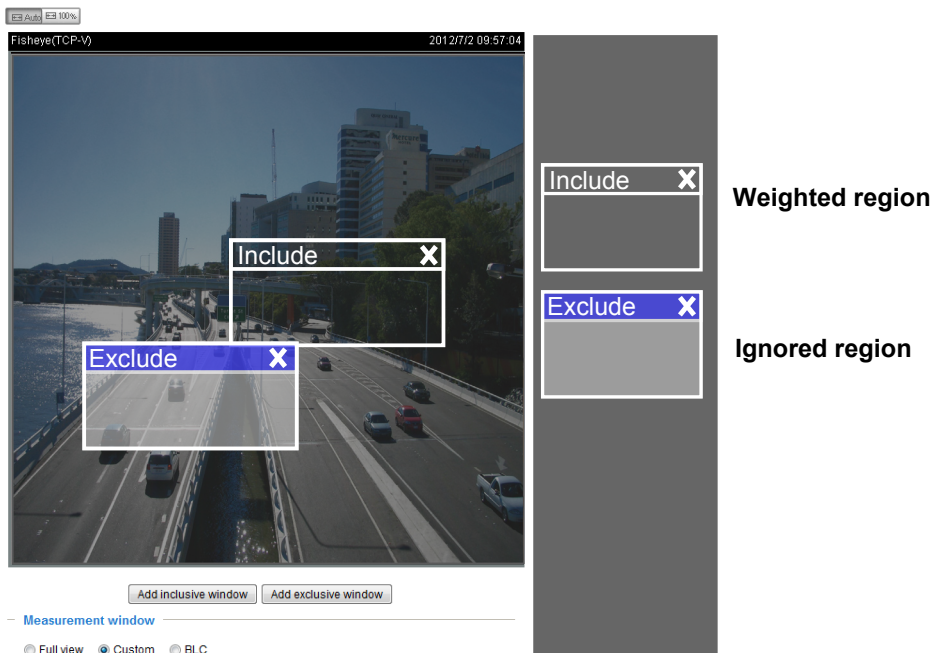 Auto 100%
Fisheye(TCP-V) 2012/7/2 09:57:04
Include
Exclude
Include
Weighted region
Exclude
Ignored region
Add inclusive window Add exclusive window
Measurement window
Full view Custom BLC